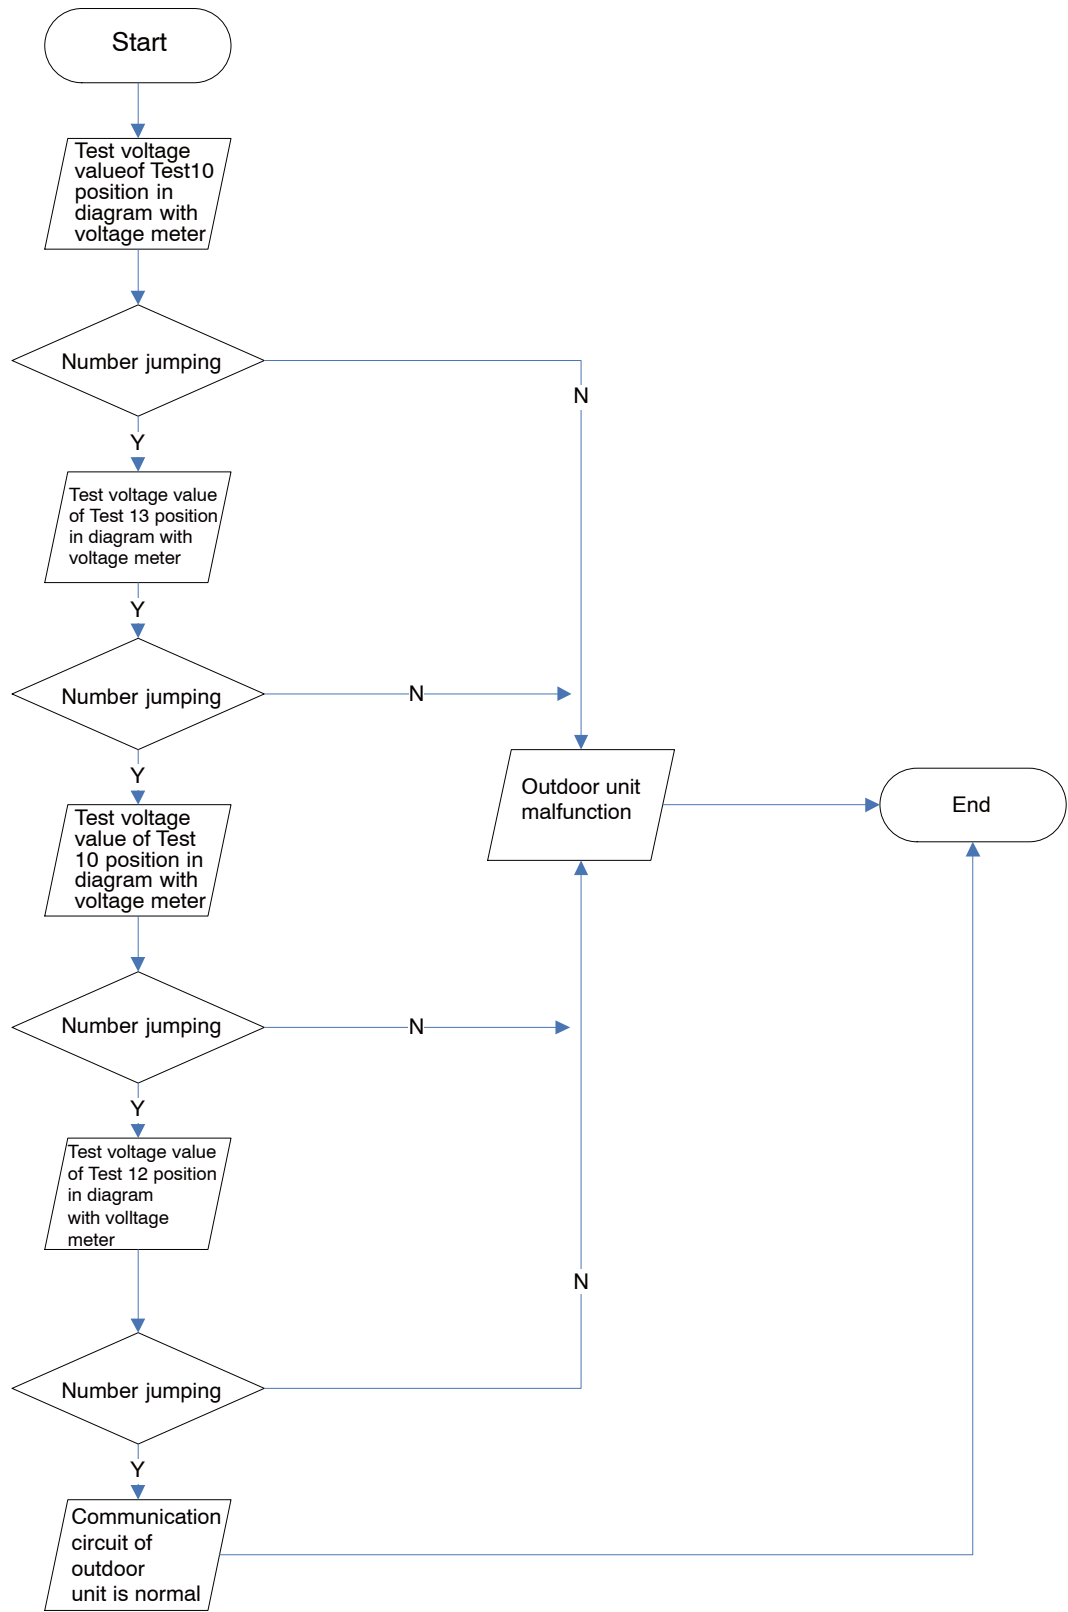 Start
Test voltage
valueof Test10
position in
diagram with
voltage meter
Number jumping
N
Y
Test voltage value
of Test 13 position
in diagram with
voltage meter
Y
Number jumping
N
Y
Test voltage
value of Test
10 position in
diagram with
voltage meter
Outdoor unit
malfunction
End
Number jumping
N
Y
Test voltage value
of Test 12 position
in diagram
with volltage
meter
N
Number jumping
Y
Communication
circuit of
outdoor
unit is normal